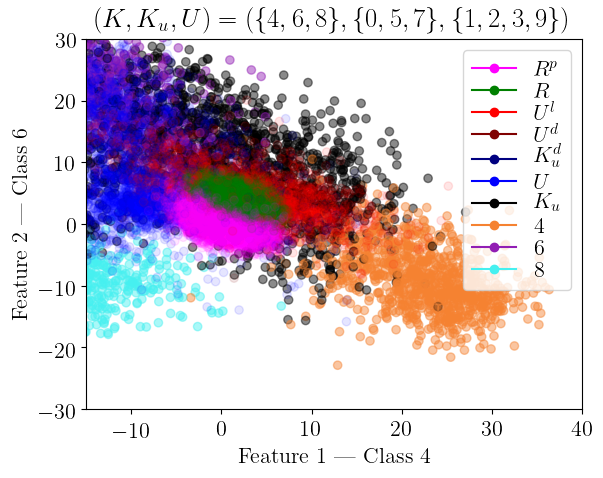 (K, K_u, U) = ({4, 6, 8}, {0, 5, 7}, {1, 2, 3, 9})
30
20
10
0
−10
−20
−30
Feature 2 — Class 6
R^p
R
U^l
U^d
K_u^d
U
K_u
4
6
8
−10
0
10
20
30
40
Feature 1 — Class 4